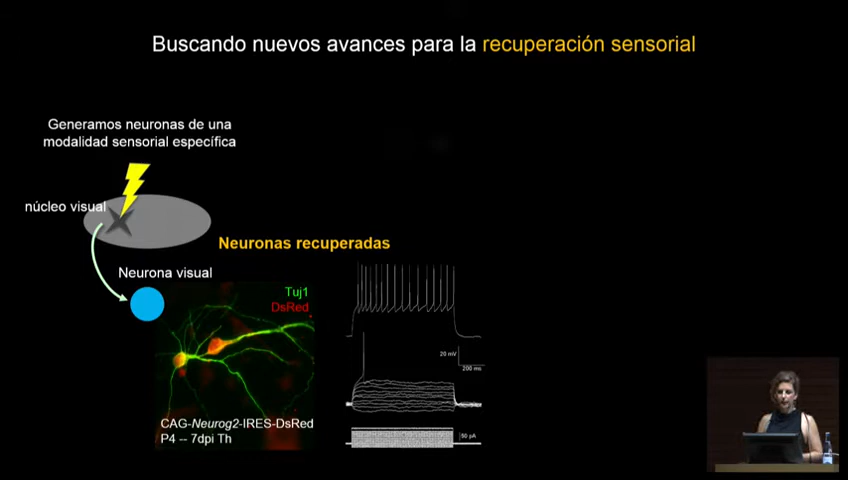 Buscando nuevos avances para la recuperación sensorial
Generamos neuronas de una
modalidad sensorial específica
núcleo visual
Neuronas recuperadas
Neurona visual
Tuj1
DsRed
20 mV
200 ms
CAG-Neurog2-IRES-DsRed
P4 -- 7dpi Th
50 pA